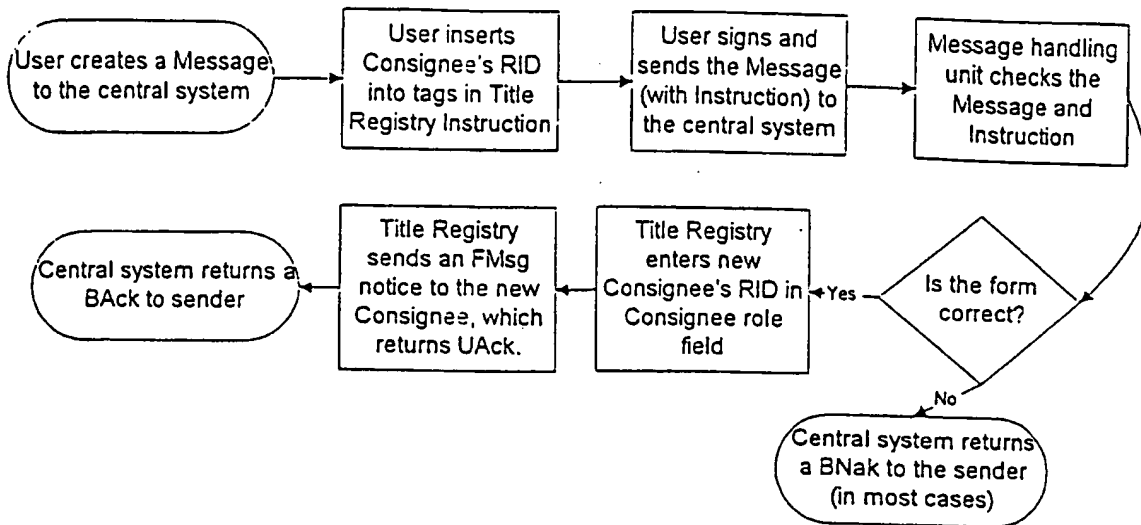 User creates a Message
to the central system
User inserts
Consignee's RID
into tags in Title
Registry Instruction
User signs and
sends the Message
(with Instruction) to
the central system
Message handling
unit checks the
Message and
Instruction
Is the form
correct?
Yes
Title Registry
enters new
Consignee's RID in
Consignee role
field
Title Registry
sends an FMsg
notice to the new
Consignee, which
returns UAck.
Central system returns a
BAck to sender
No
Central system returns
a BNak to the sender
(in most cases)